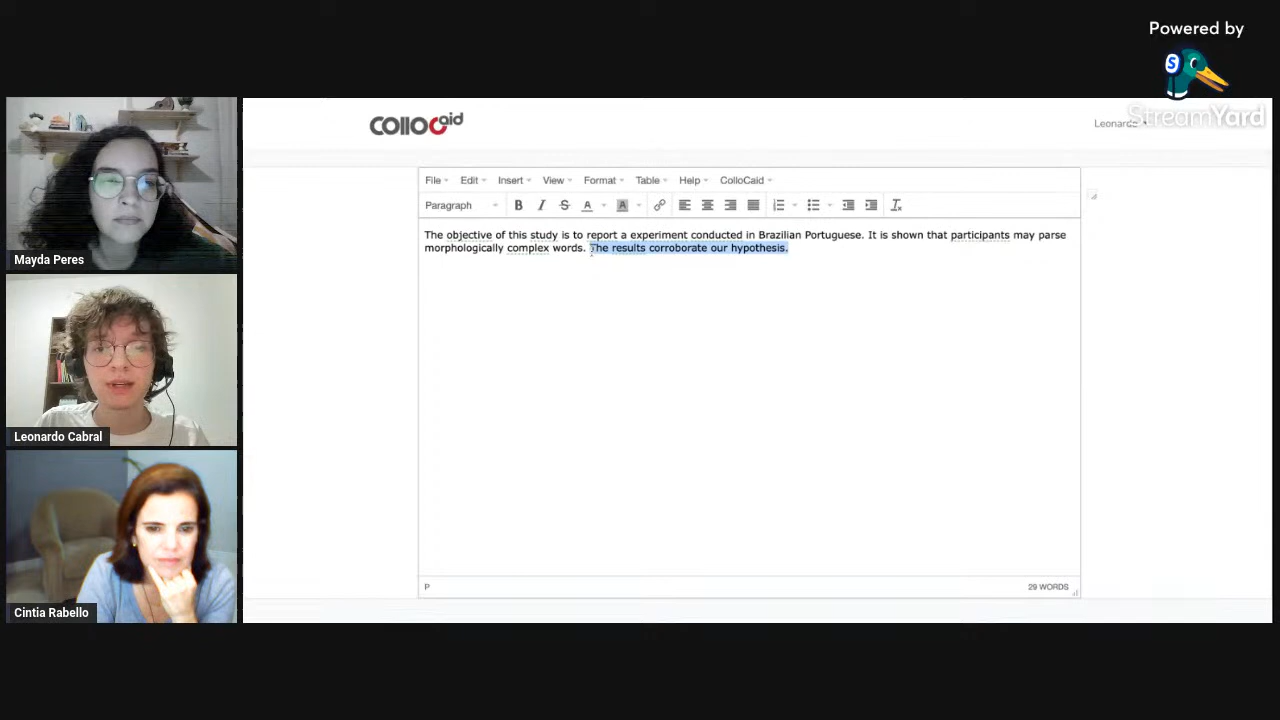 Powered by
S
StreamYard
ColloCaid
Leonardo
File Edit Insert View Format Table Help ColloCaid
Paragraph B I S A A
The objective of this study is to report a experiment conducted in Brazilian Portuguese. It is shown that participants may parse
morphologically complex words. The results corroborate our hypothesis.
P 29 WORDS
Mayda Peres
Leonardo Cabral
Cintia Rabello